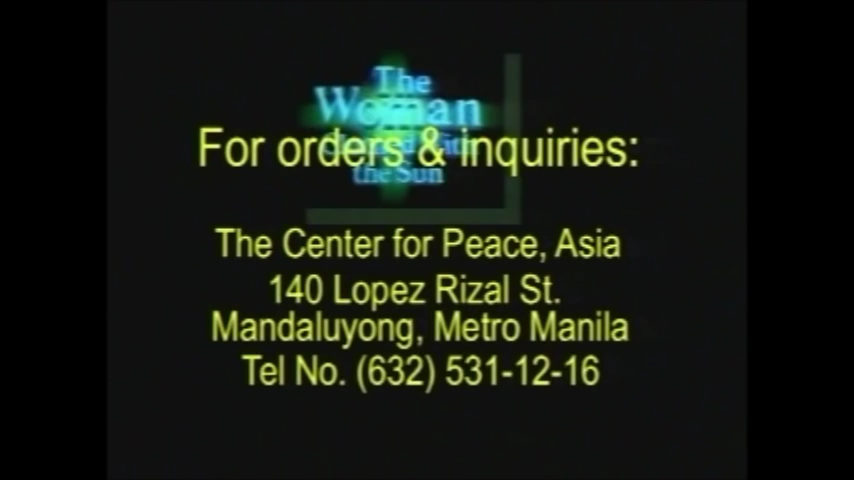 The
Woman
For orders & inquiries:
the Sun
The Center for Peace, Asia
140 Lopez Rizal St.
Mandaluyong, Metro Manila
Tel No. (632) 531-12-16